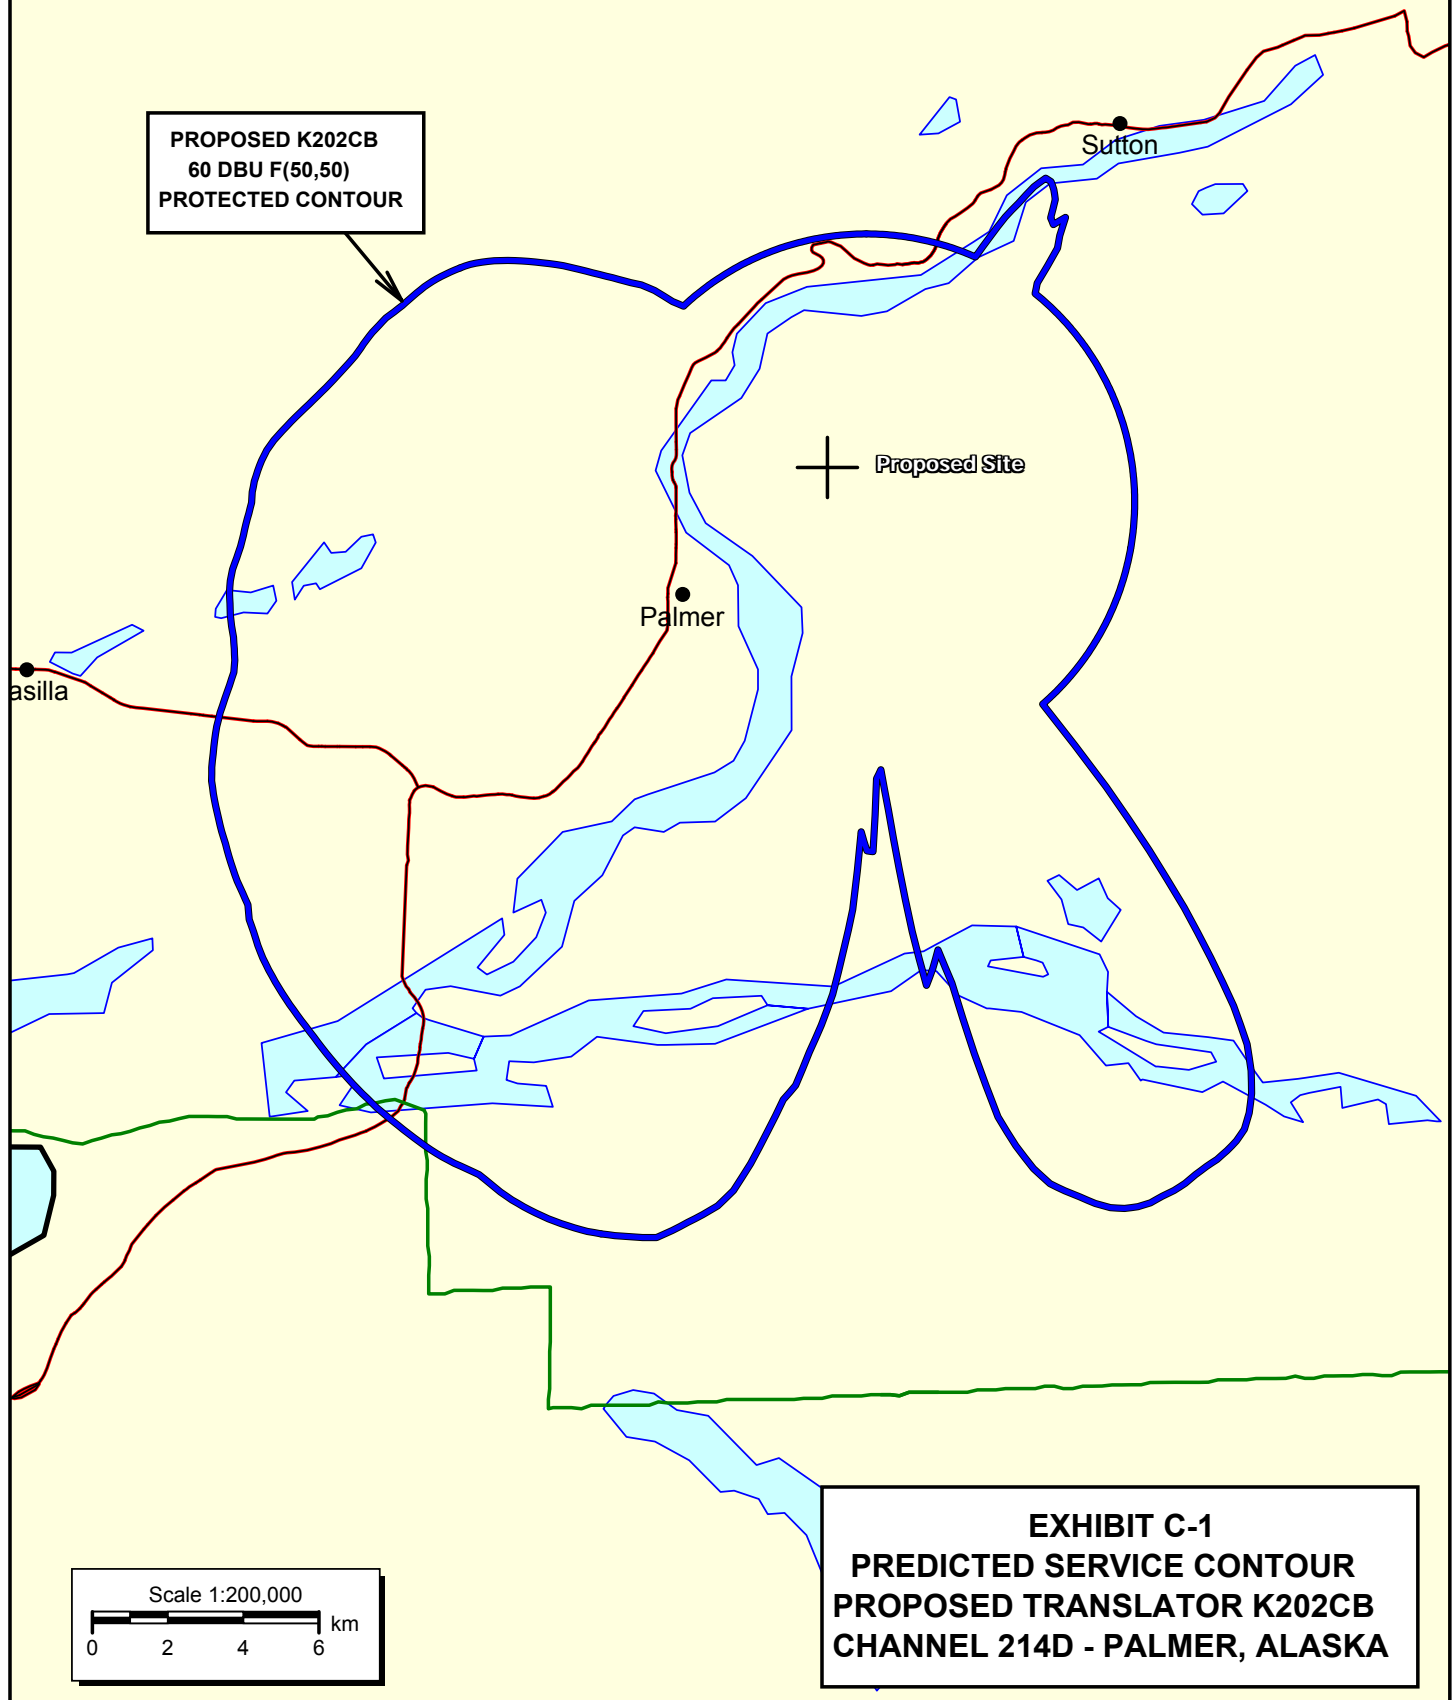 PROPOSED K202CB
60 DBU F(50,50)
PROTECTED CONTOUR
Sutton
Proposed Site
Palmer
asilla
EXHIBIT C-1
PREDICTED SERVICE CONTOUR
PROPOSED TRANSLATOR K202CB
CHANNEL 214D - PALMER, ALASKA
Scale 1:200,000
km
0 2 4 6